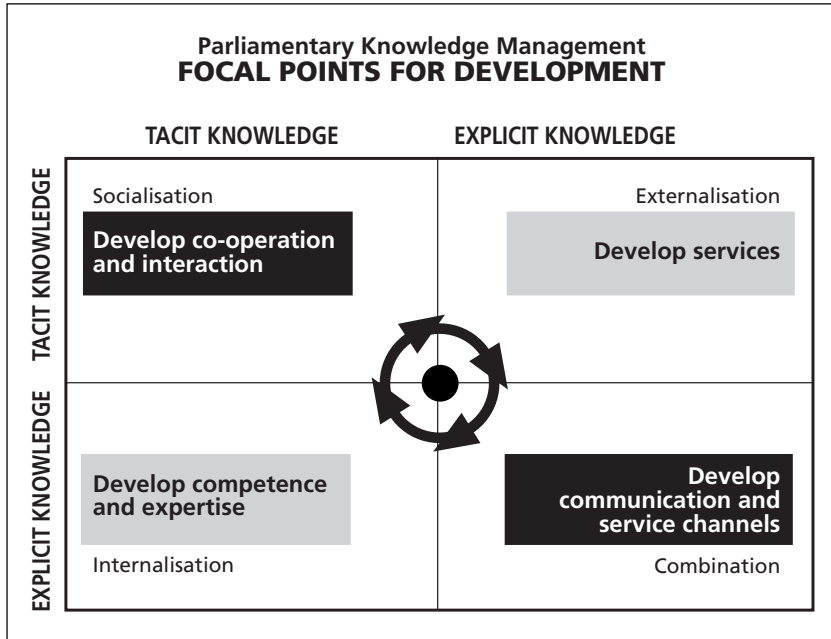 Parliamentary Knowledge Management
FOCAL POINTS FOR DEVELOPMENT
TACIT KNOWLEDGE
EXPLICIT KNOWLEDGE
TACIT KNOWLEDGE
Socialisation
Develop co-operation
and interaction
Externalisation
Develop services
EXPLICIT KNOWLEDGE
Develop competence
and expertise
Internalisation
Develop
communication and
service channels
Combination